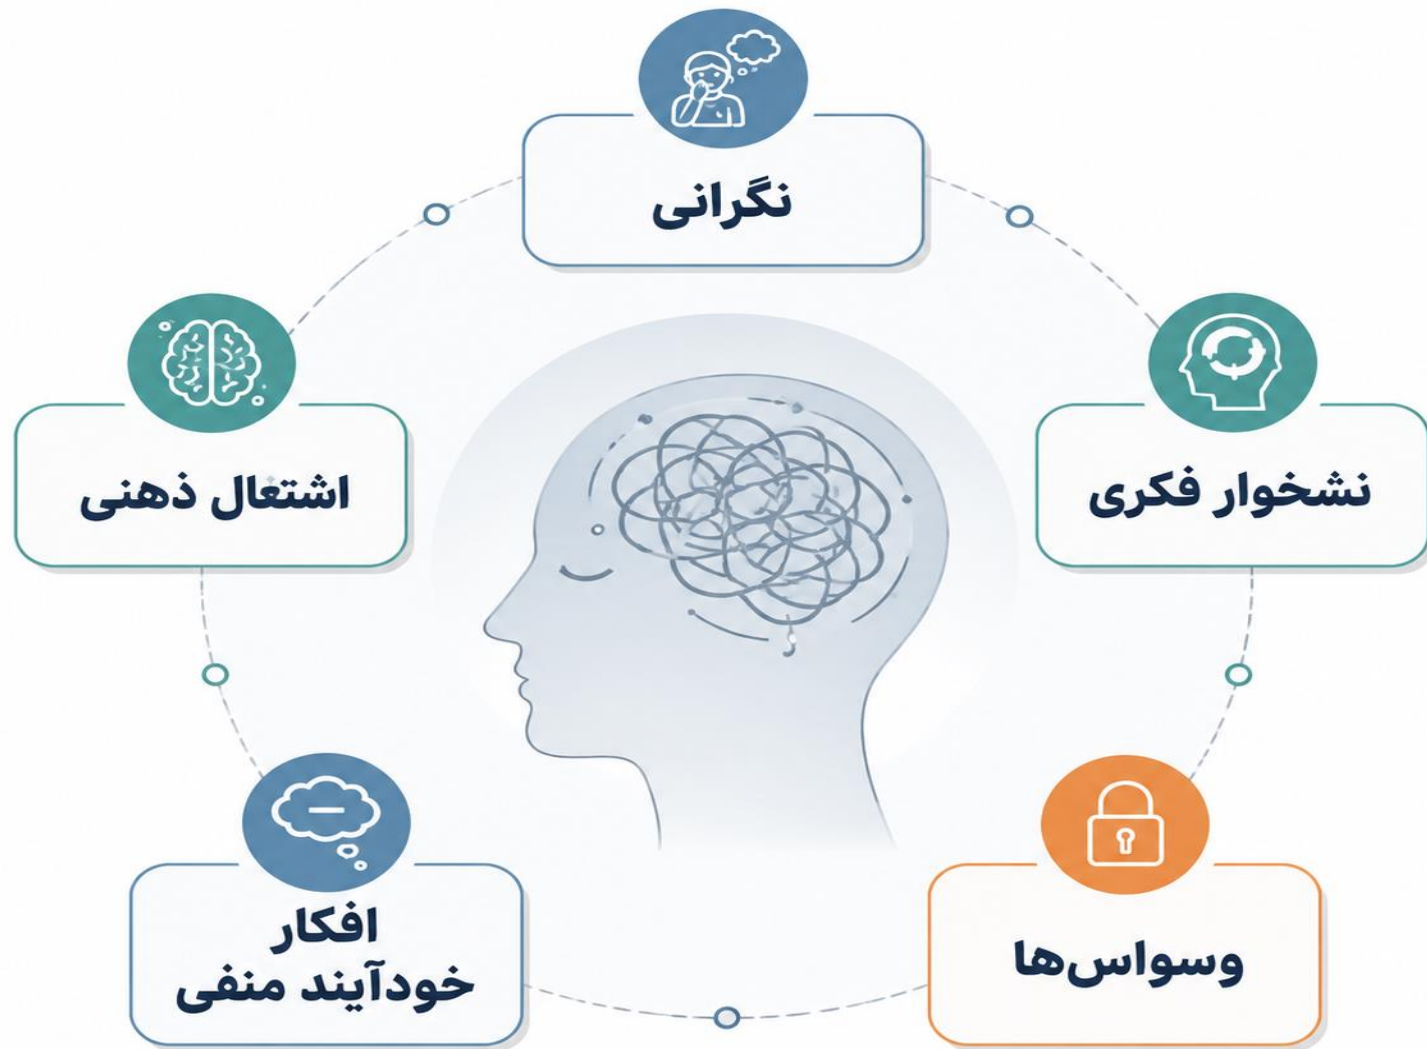 نگرانی
نشخوار فکری
اشتغال ذهنی
وسواس‌ها
افکار
خودآیند منفی